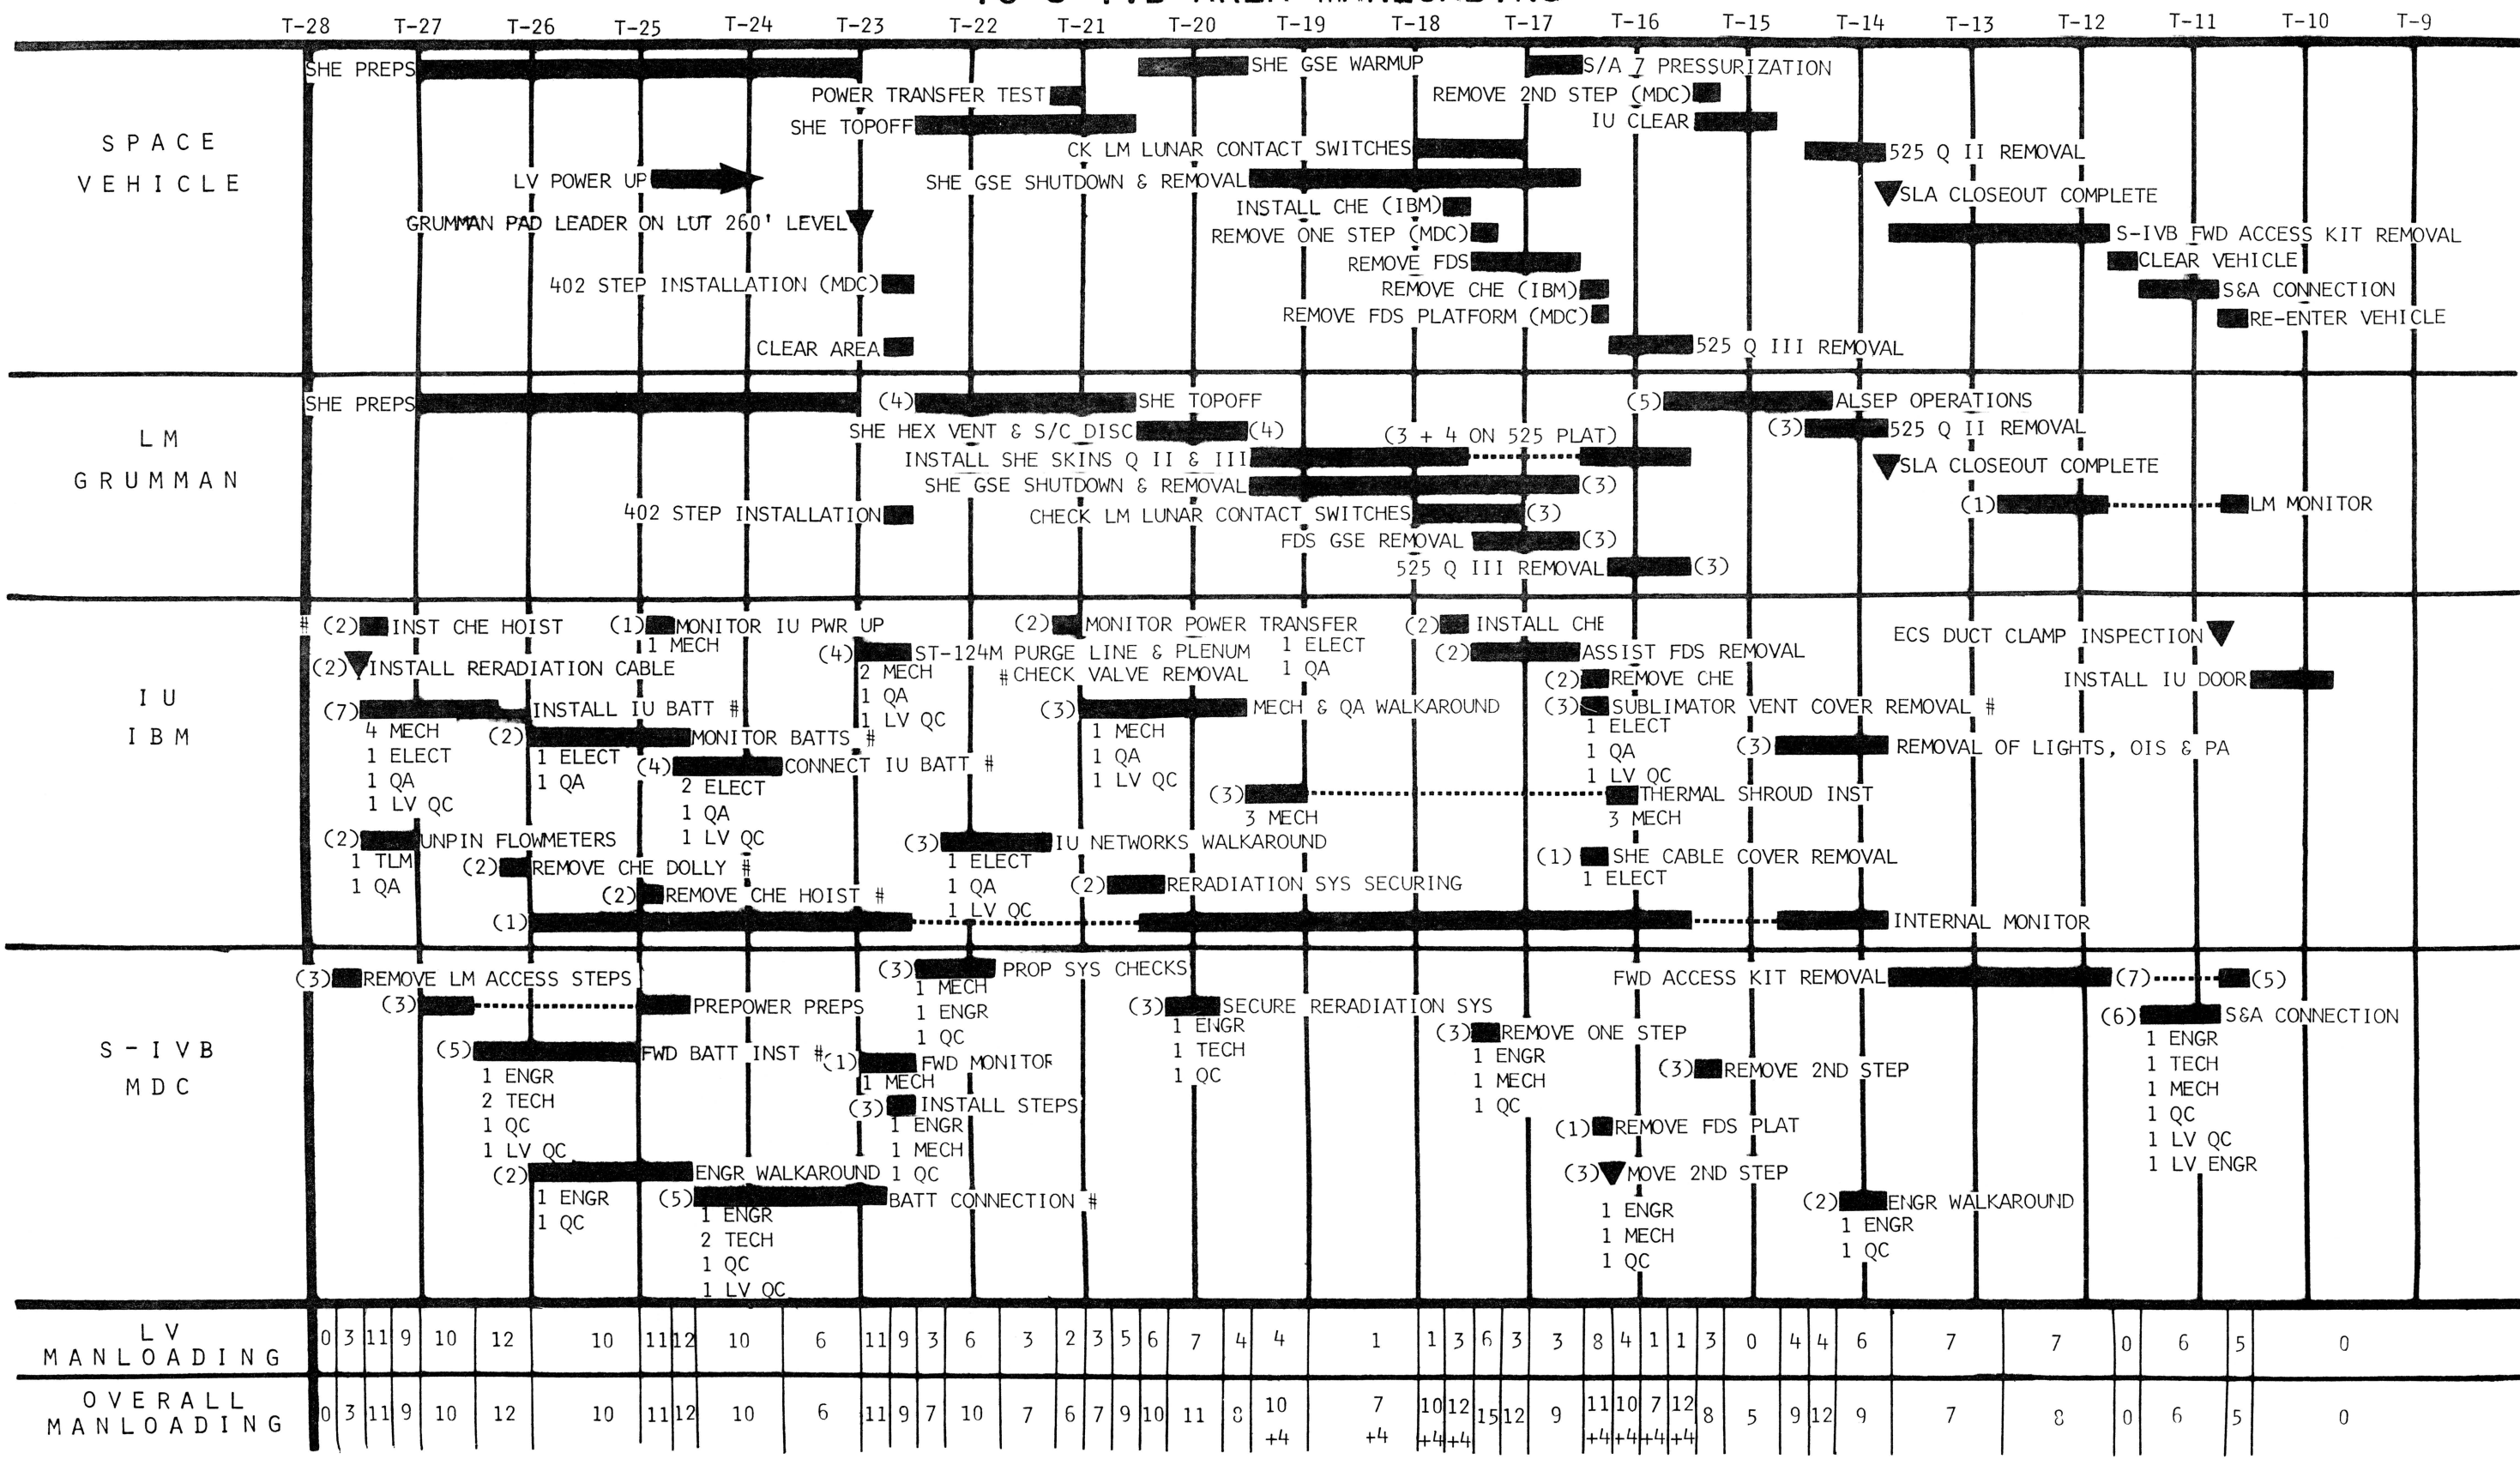 T-28 T-27 T-26 T-25 T-24 T-23 T-22 T-21 T-20 T-19 T-18 T-17 T-16 T-15 T-14 T-13 T-12 T-11 T-10 T-9
SPACE
VEHICLE
SHE PREPS
SHE GSE WARMUP
S/A 7 PRESSURIZATION
POWER TRANSFER TEST
REMOVE 2ND STEP (MDC)
SHE TOPOFF
IU CLEAR
CK LM LUNAR CONTACT SWITCHES
525 Q II REMOVAL
LV POWER UP
SHE GSE SHUTDOWN & REMOVAL
SLA CLOSEOUT COMPLETE
INSTALL CHE (IBM)
GRUMMAN PAD LEADER ON LUT 260' LEVEL
REMOVE ONE STEP (MDC)
S-IVB FWD ACCESS KIT REMOVAL
REMOVE FDS
CLEAR VEHICLE
402 STEP INSTALLATION (MDC)
REMOVE CHE (IBM)
S&A CONNECTION
REMOVE FDS PLATFORM (MDC)
RE-ENTER VEHICLE
CLEAR AREA
525 Q III REMOVAL
LM
GRUMMAN
SHE PREPS
(4) SHE TOPOFF
(5) ALSEP OPERATIONS
SHE HEX VENT & S/C DISC (4)
(3 + 4 ON 525 PLAT)
(3) 525 Q II REMOVAL
INSTALL SHE SKINS Q II & III
SLA CLOSEOUT COMPLETE
SHE GSE SHUTDOWN & REMOVAL (3)
(1) LM MONITOR
402 STEP INSTALLATION
CHECK LM LUNAR CONTACT SWITCHES (3)
FDS GSE REMOVAL (3)
525 Q III REMOVAL (3)
IU
IBM
# (2) INST CHE HOIST
(1) MONITOR IU PWR UP
1 MECH
(2) MONITOR POWER TRANSFER
1 ELECT
1 QA
(2) INSTALL CHE
ECS DUCT CLAMP INSPECTION
(2) INSTALL RERADIATION CABLE
(4) ST-124M PURGE LINE & PLENUM
# CHECK VALVE REMOVAL
2 MECH
1 QA
1 LV QC
(2) ASSIST FDS REMOVAL
(2) REMOVE CHE
INSTALL IU DOOR
(7) INSTALL IU BATT #
4 MECH
1 ELECT
1 QA
1 LV QC
(3) MECH & QA WALKAROUND
1 MECH
1 QA
1 LV QC
(3) SUBLIMATOR VENT COVER REMOVAL #
1 ELECT
1 QA
1 LV QC
(2) MONITOR BATTS #
1 ELECT
1 QA
(3) REMOVAL OF LIGHTS, OIS & PA
(4) CONNECT IU BATT #
2 ELECT
1 QA
1 LV QC
(3) THERMAL SHROUD INST
3 MECH
3 MECH
(2) UNPIN FLOWMETERS
1 TLM
1 QA
(3) IU NETWORKS WALKAROUND
1 ELECT
1 QA
1 LV QC
(1) SHE CABLE COVER REMOVAL
1 ELECT
(2) REMOVE CHE DOLLY #
(2) RERADIATION SYS SECURING
(2) REMOVE CHE HOIST #
(1) INTERNAL MONITOR
S-IVB
MDC
(3) REMOVE LM ACCESS STEPS
(3) PROP SYS CHECKS
1 MECH
1 ENGR
1 QC
FWD ACCESS KIT REMOVAL (7) (5)
(3) PREPOWER PREPS
(3) SECURE RERADIATION SYS
1 ENGR
1 TECH
1 QC
(6) S&A CONNECTION
1 ENGR
1 TECH
1 MECH
1 QC
1 LV QC
1 LV ENGR
(3) REMOVE ONE STEP
1 ENGR
1 MECH
1 QC
(5) FWD BATT INST #
1 ENGR
2 TECH
1 QC
1 LV QC
(1) FWD MONITOR
1 MECH
(3) REMOVE 2ND STEP
(3) INSTALL STEPS
1 ENGR
1 MECH
1 QC
(1) REMOVE FDS PLAT
(2) ENGR WALKAROUND
1 ENGR
1 QC
(3) MOVE 2ND STEP
1 ENGR
1 MECH
1 QC
(5) BATT CONNECTION #
1 ENGR
2 TECH
1 QC
1 LV QC
(2) ENGR WALKAROUND
1 ENGR
1 QC
LV
MANLOADING
0 3 11 9 10 12 10 11 12 10 6 11 9 3 6 3 2 3 5 6 7 4 4 1 1 3 6 3 3 8 4 1 1 3 0 4 4 6 7 7 0 6 5 0
OVERALL
MANLOADING
0 3 11 9 10 12 10 11 12 10 6 11 9 7 10 7 6 7 9 10 11 8 10 7 10 12 15 12 9 11 10 7 12 8 5 9 12 9 7 8 0 6 5 0
+4 +4 +4 +4 +4 +4 +4 +4